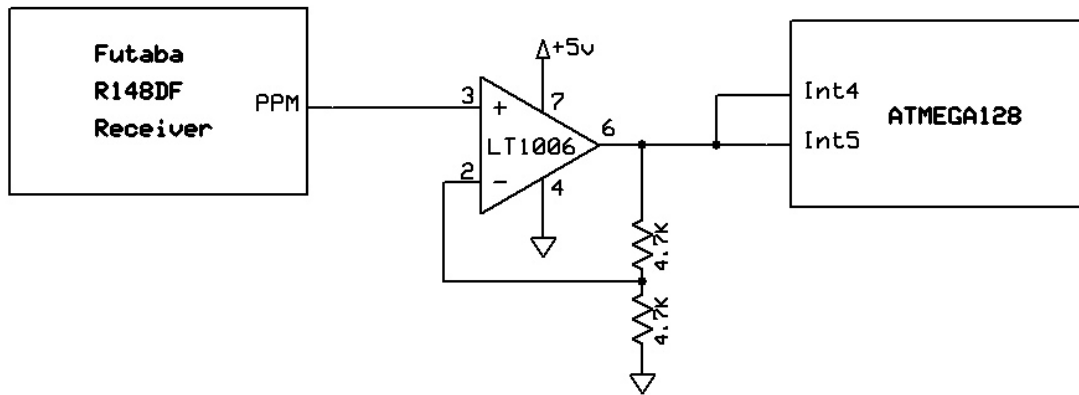 Futaba
R148DF
Receiver
PPM
+5v
3
+
7
6
LT1006
2
-
4
4.7K
4.7K
Int4
Int5
ATMEGA128